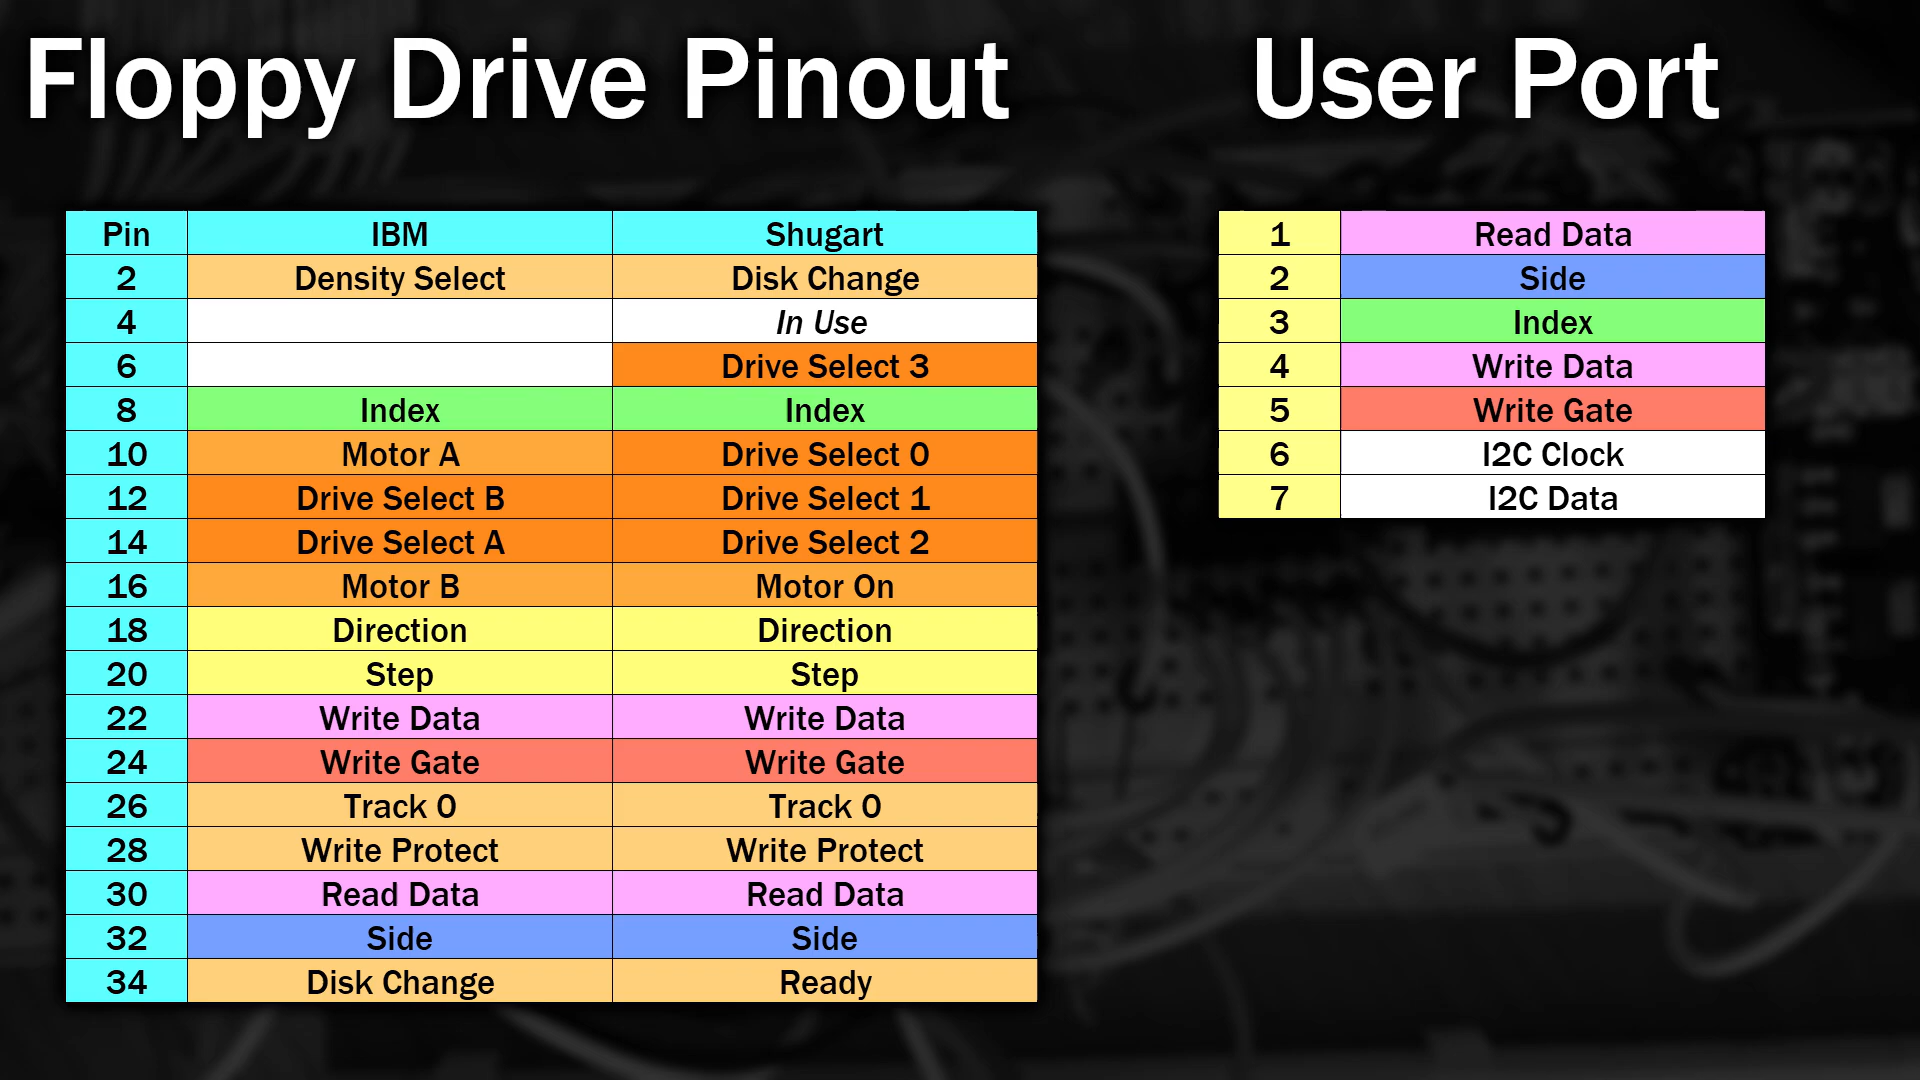 Floppy Drive Pinout
Pin IBM Shugart
2 Density Select Disk Change
4 In Use
6 Drive Select 3
8 Index Index
10 Motor A Drive Select 0
12 Drive Select B Drive Select 1
14 Drive Select A Drive Select 2
16 Motor B Motor On
18 Direction Direction
20 Step Step
22 Write Data Write Data
24 Write Gate Write Gate
26 Track 0 Track 0
28 Write Protect Write Protect
30 Read Data Read Data
32 Side Side
34 Disk Change Ready
User Port
1 Read Data
2 Side
3 Index
4 Write Data
5 Write Gate
6 I2C Clock
7 I2C Data